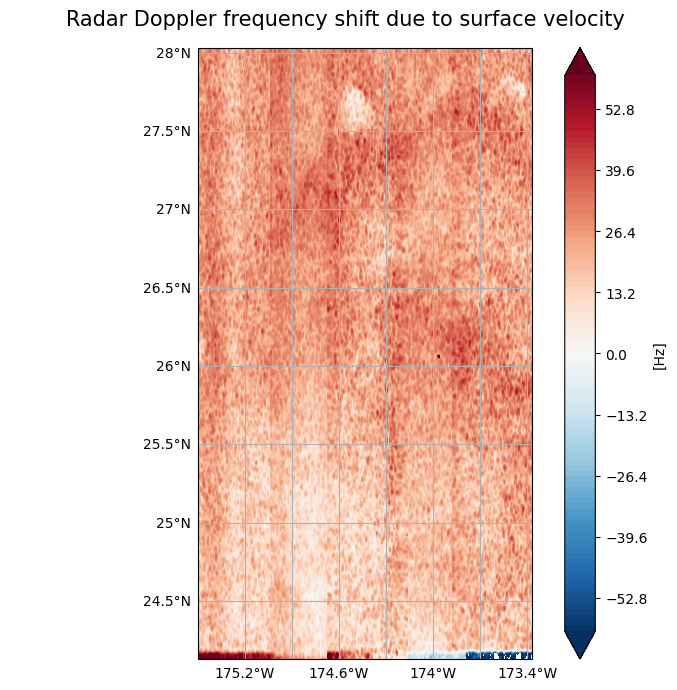 Radar Doppler frequency shift due to surface velocity
28°N
27.5°N
27°N
26.5°N
26°N
25.5°N
25°N
24.5°N
175.2°W 174.6°W 174°W 173.4°W
52.8
39.6
26.4
13.2
0.0
−13.2
−26.4
−39.6
−52.8
[Hz]